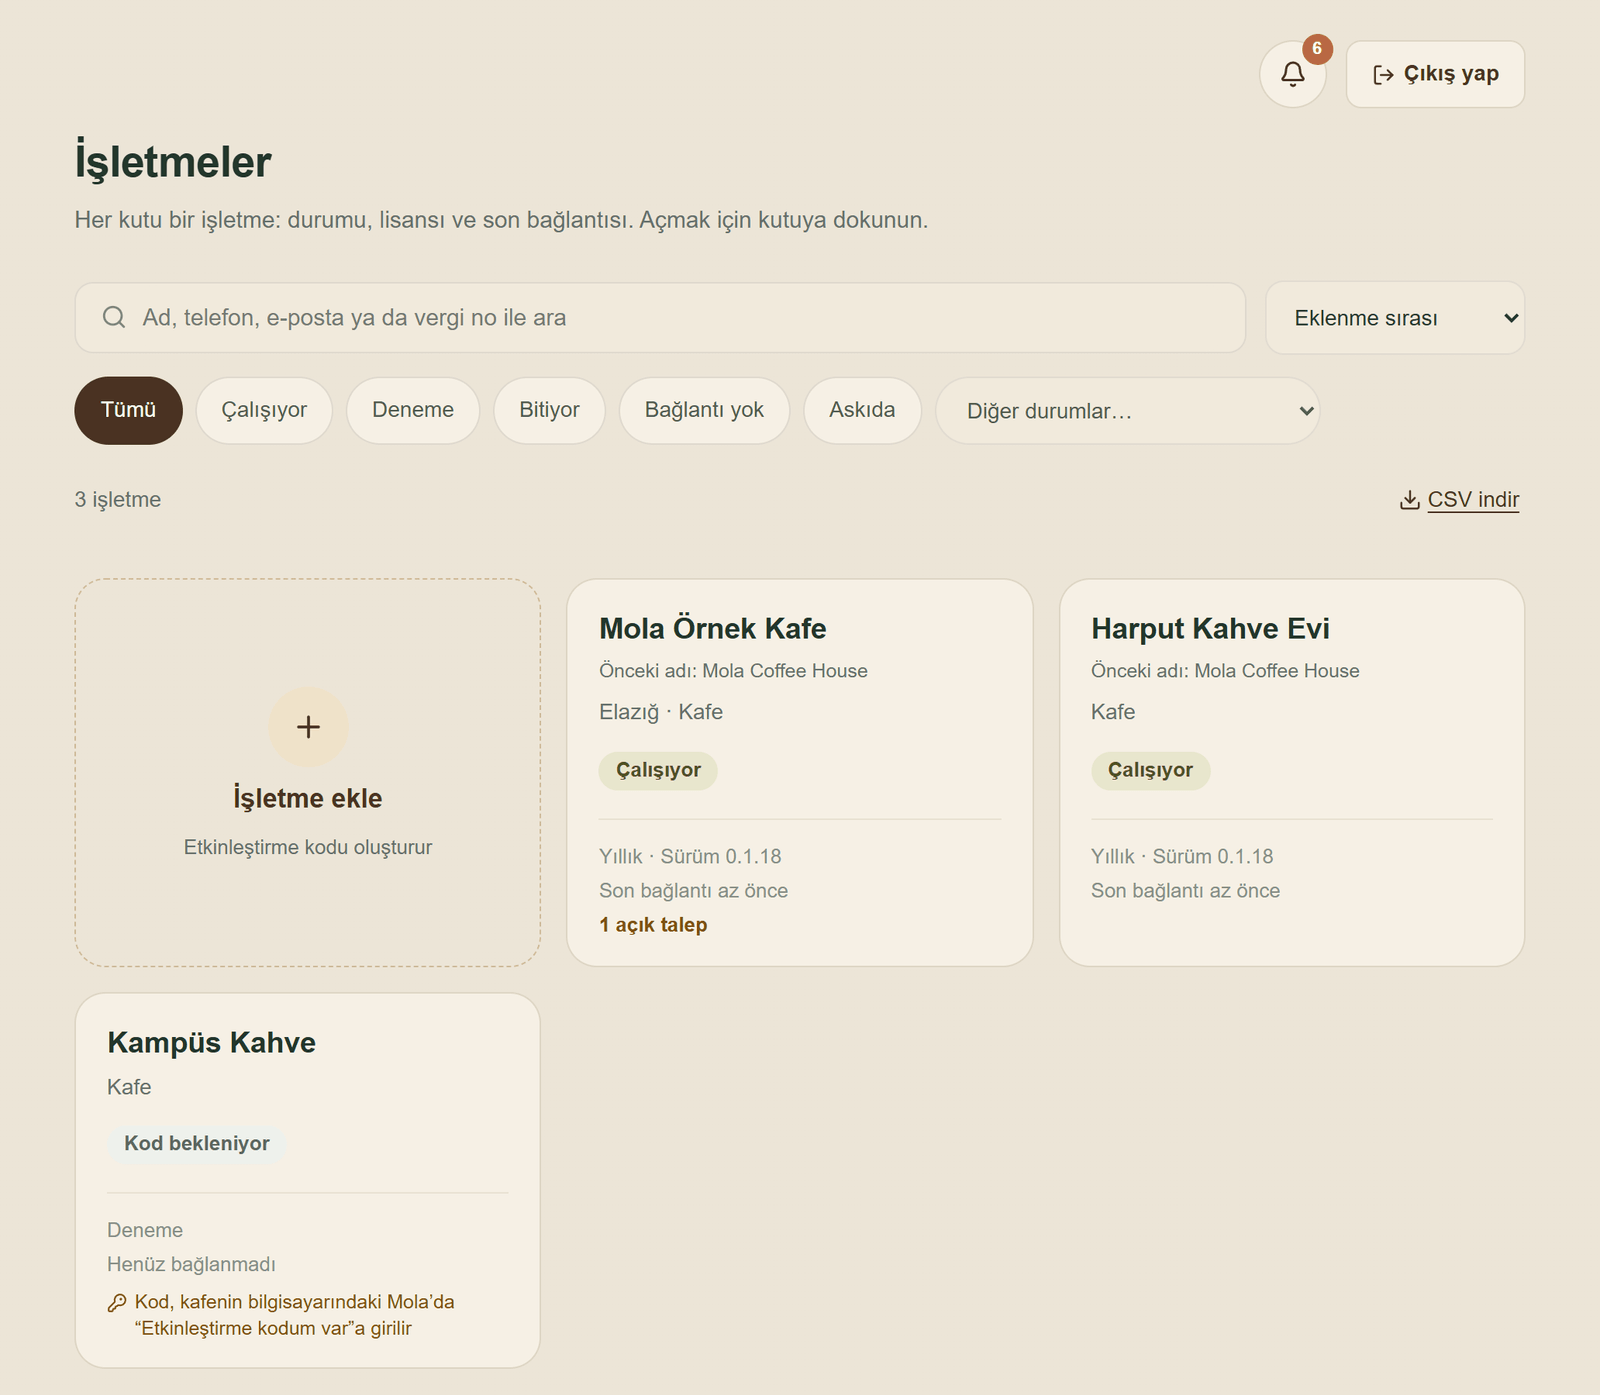 6
Çıkış yap
İşletmeler
Her kutu bir işletme: durumu, lisansı ve son bağlantısı. Açmak için kutuya dokunun.
Ad, telefon, e-posta ya da vergi no ile ara
Eklenme sırası
Tümü
Çalışıyor
Deneme
Bitiyor
Bağlantı yok
Askıda
Diğer durumlar…
3 işletme
CSV indir
İşletme ekle
Etkinleştirme kodu oluşturur
Mola Örnek Kafe
Önceki adı: Mola Coffee House
Elazığ · Kafe
Çalışıyor
Yıllık · Sürüm 0.1.18
Son bağlantı az önce
1 açık talep
Harput Kahve Evi
Önceki adı: Mola Coffee House
Kafe
Çalışıyor
Yıllık · Sürüm 0.1.18
Son bağlantı az önce
Kampüs Kahve
Kafe
Kod bekleniyor
Deneme
Henüz bağlanmadı
Kod, kafenin bilgisayarındaki Mola’da
“Etkinleştirme kodum var”a girilir